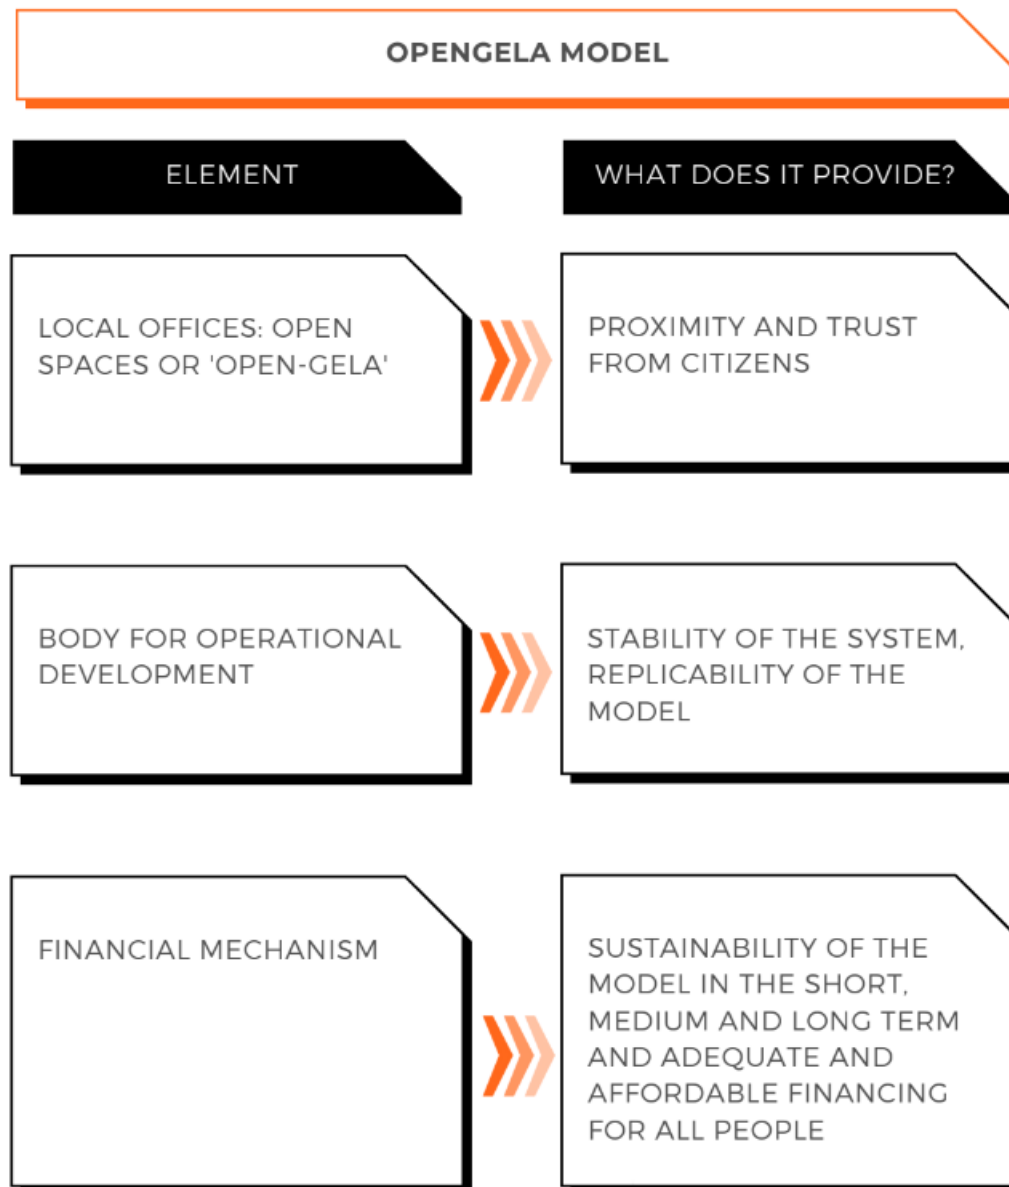 OPENGELA MODEL
ELEMENT
WHAT DOES IT PROVIDE?
LOCAL OFFICES: OPEN
SPACES OR 'OPEN-GELA'
PROXIMITY AND TRUST
FROM CITIZENS
BODY FOR OPERATIONAL
DEVELOPMENT
STABILITY OF THE SYSTEM,
REPLICABILITY OF THE
MODEL
FINANCIAL MECHANISM
SUSTAINABILITY OF THE
MODEL IN THE SHORT,
MEDIUM AND LONG TERM
AND ADEQUATE AND
AFFORDABLE FINANCING
FOR ALL PEOPLE